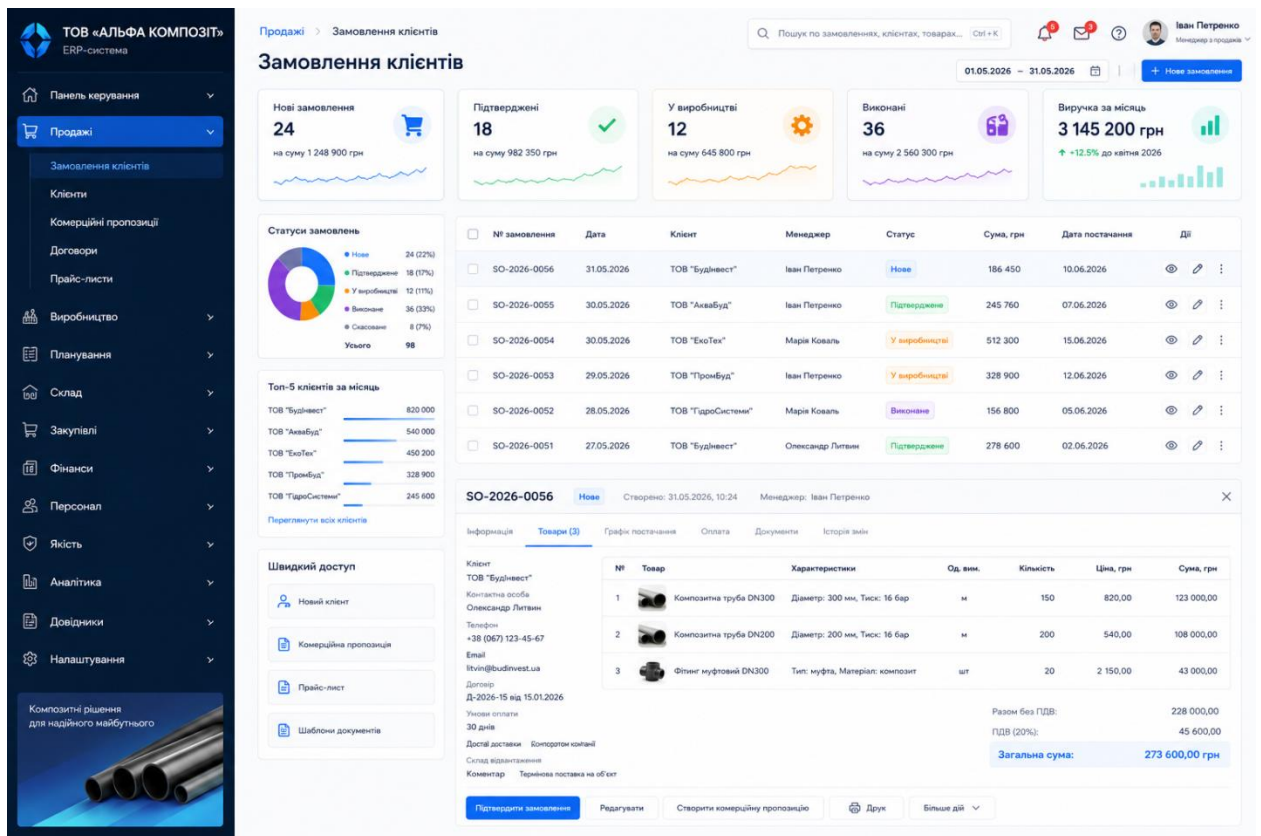 ТОВ «АЛЬФА КОМПОЗІТ»
ERP-система
Панель керування
Продажі
Замовлення клієнтів
Клієнти
Комерційні пропозиції
Договори
Прайс-листи
Виробництво
Планування
Склад
Закупівлі
Фінанси
Персонал
Якість
Аналітика
Довідники
Налаштування
Композитні рішення
для надійного майбутнього
Продажі > Замовлення клієнтів
Пошук по замовленнях, клієнтах, товарах... Ctrl + K
Іван Петренко
Менеджер з продажів
Замовлення клієнтів
01.05.2026 – 31.05.2026
+ Нове замовлення
Нові замовлення
24
на суму 1 248 900 грн
Підтверджені
18
на суму 982 350 грн
У виробництві
12
на суму 645 800 грн
Виконані
36
на суму 2 560 300 грн
Виручка за місяць
3 145 200 грн
↑ +12.5% до квітня 2026
Статуси замовлень
Нове 24 (22%)
Підтверджене 18 (17%)
У виробництві 12 (11%)
Виконане 36 (33%)
Скасоване 8 (7%)
Усього 98
Топ-5 клієнтів за місяць
ТОВ "БудІнвест" 820 000
ТОВ "АкваБуд" 540 000
ТОВ "ЕкоТех" 450 200
ТОВ "ПромБуд" 328 900
ТОВ "ГідроСистеми" 245 600
Переглянути всіх клієнтів
Швидкий доступ
Новий клієнт
Комерційна пропозиція
Прайс-лист
Шаблони документів
№ замовлення Дата Клієнт Менеджер Статус Сума, грн Дата постачання Дії
SO-2026-0056 31.05.2026 ТОВ "БудІнвест" Іван Петренко Нове 186 450 10.06.2026
SO-2026-0055 30.05.2026 ТОВ "АкваБуд" Іван Петренко Підтверджене 245 760 07.06.2026
SO-2026-0054 30.05.2026 ТОВ "ЕкоТех" Марія Коваль У виробництві 512 300 15.06.2026
SO-2026-0053 29.05.2026 ТОВ "ПромБуд" Іван Петренко У виробництві 328 900 12.06.2026
SO-2026-0052 28.05.2026 ТОВ "ГідроСистеми" Марія Коваль Виконане 156 800 05.06.2026
SO-2026-0051 27.05.2026 ТОВ "БудІнвест" Олександр Литвин Підтверджене 278 600 02.06.2026
SO-2026-0056 Нове Створено: 31.05.2026, 10:24 Менеджер: Іван Петренко
Інформація Товари (3) Графік постачання Оплата Документи Історія змін
Клієнт
ТОВ "БудІнвест"
Контактна особа
Олександр Литвин
Телефон
+38 (067) 123-45-67
Email
litvin@budinvest.ua
Договір
Д-2026-15 від 15.01.2026
Умови оплати
30 днів
доставки
Склад відвантаження
Коментар Термінова поставка на об'єкт
№ Товар Характеристики Од. вим. Кількість Ціна, грн Сума, грн
1 Композитна труба DN300 Діаметр: 300 мм, Тиск: 16 бар м 150 820,00 123 000,00
2 Композитна труба DN200 Діаметр: 200 мм, Тиск: 16 бар м 200 540,00 108 000,00
3 Фітинг муфтовий DN300 Тип: муфта, Матеріал: композит шт 20 2 150,00 43 000,00
Разом без ПДВ: 228 000,00
ПДВ (20%): 45 600,00
Загальна сума: 273 600,00 грн
Підтвердити замовлення Редагувати Створити комерційну пропозицію Друк Більше дій